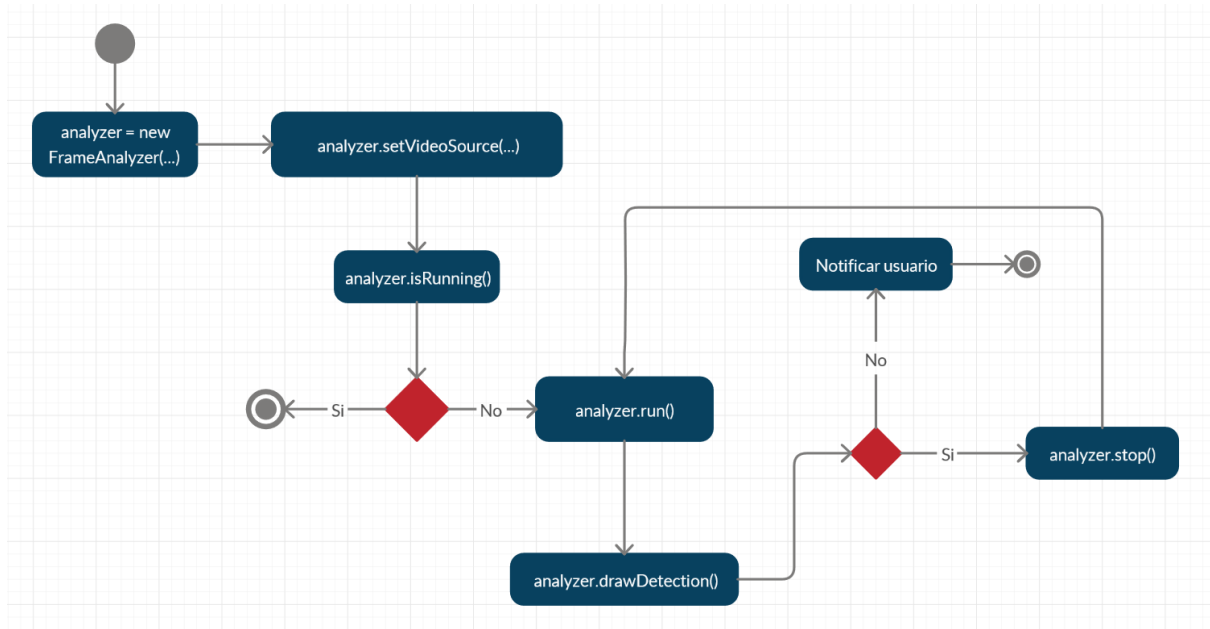 analyzer = new
FrameAnalyzer(...)
analyzer.setVideoSource(...)
analyzer.isRunning()
Si
No
analyzer.run()
analyzer.drawDetection()
No
Notificar usuario
Si
analyzer.stop()